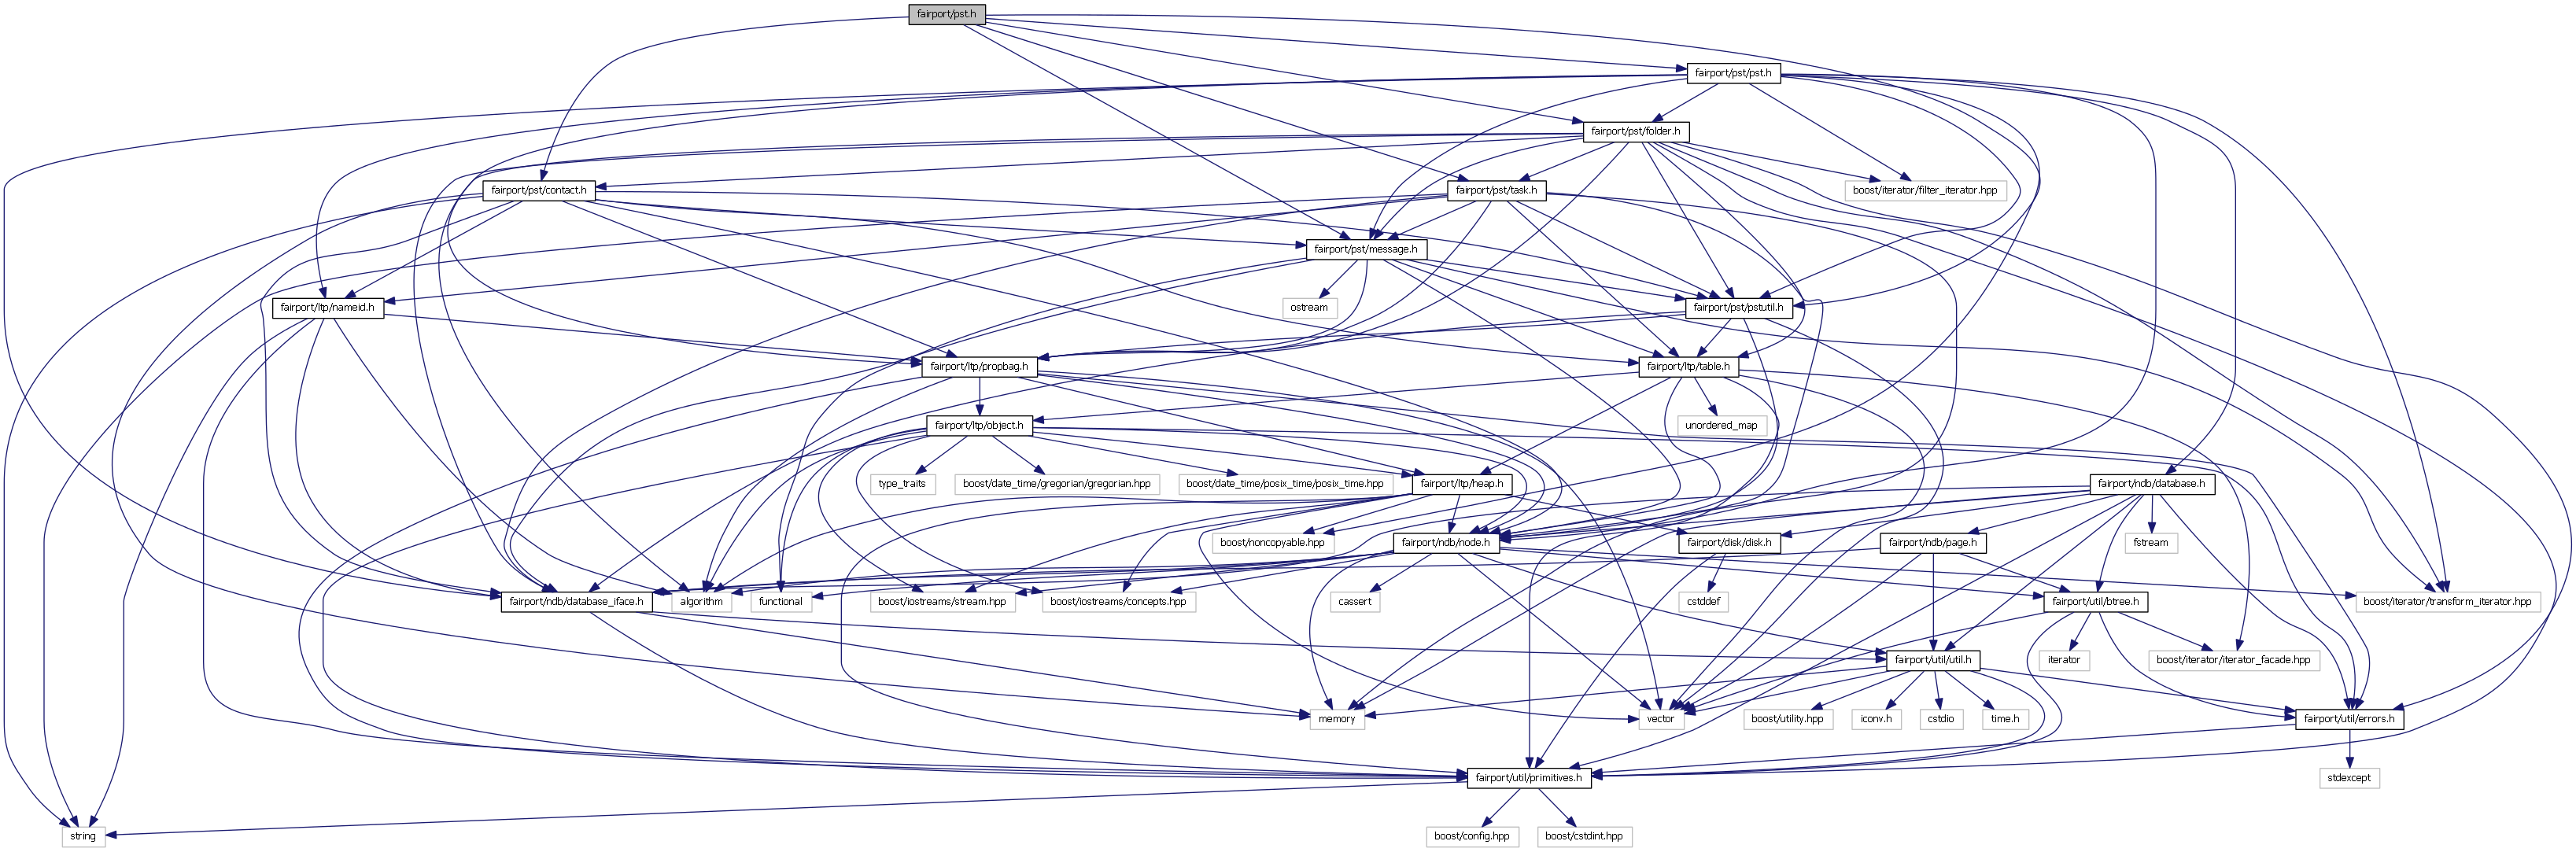 fairport/pst.h
fairport/pst/pst.h
fairport/pst/folder.h
fairport/pst/contact.h
fairport/pst/task.h
boost/iterator/filter_iterator.hpp
fairport/pst/message.h
fairport/ltp/nameid.h
ostream
fairport/pst/pstutil.h
fairport/ltp/propbag.h
fairport/ltp/table.h
fairport/ltp/object.h
unordered_map
type_traits
boost/date_time/gregorian/gregorian.hpp
boost/date_time/posix_time/posix_time.hpp
fairport/ltp/heap.h
fairport/ndb/database.h
boost/noncopyable.hpp
fairport/ndb/node.h
fairport/disk/disk.h
fairport/ndb/page.h
fstream
fairport/ndb/database_iface.h
algorithm
functional
boost/iostreams/stream.hpp
boost/iostreams/concepts.hpp
cassert
cstddef
fairport/util/btree.h
boost/iterator/transform_iterator.hpp
fairport/util/util.h
iterator
boost/iterator/iterator_facade.hpp
memory
vector
boost/utility.hpp
iconv.h
cstdio
time.h
fairport/util/errors.h
fairport/util/primitives.h
stdexcept
string
boost/config.hpp
boost/cstdint.hpp